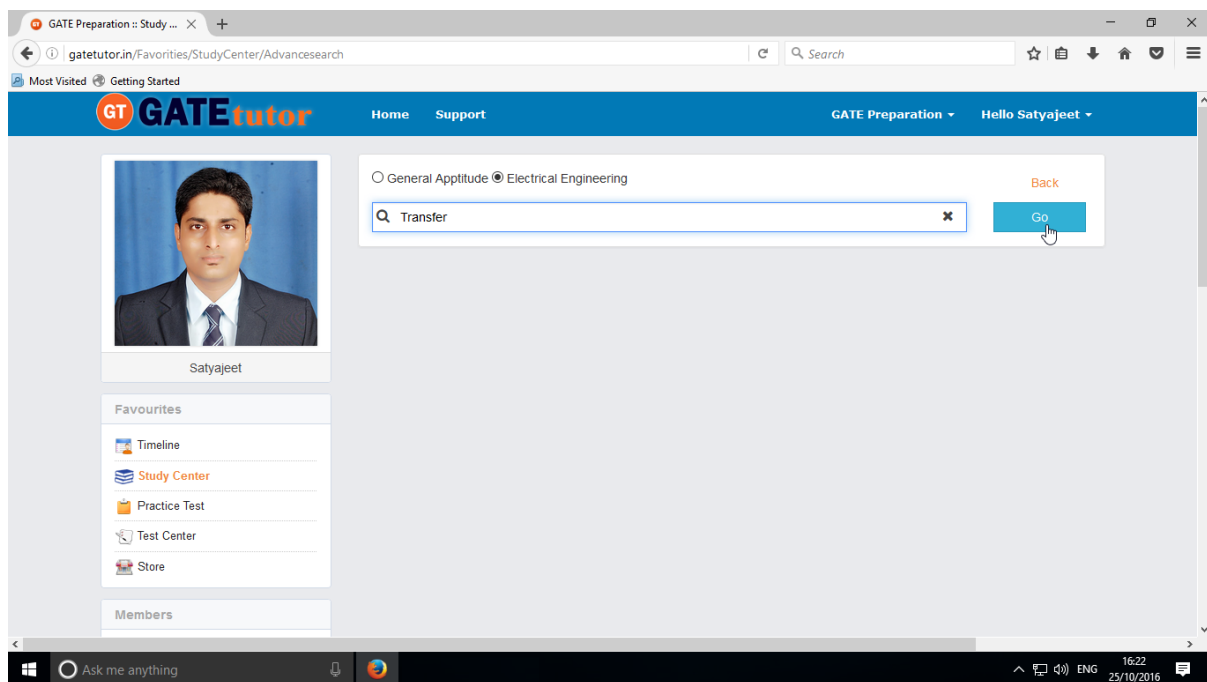 GATE Preparation :: Study ...
gatetutor.in/Favorities/StudyCenter/Advancesearch
Search
Most Visited Getting Started
GT GATEtutor Home Support GATE Preparation Hello Satyajeet
General Apptitude Electrical Engineering
Back
Transfer
Go
Satyajeet
Favourites
Timeline
Study Center
Practice Test
Test Center
Store
Members
Ask me anything
ENG
16:22
25/10/2016